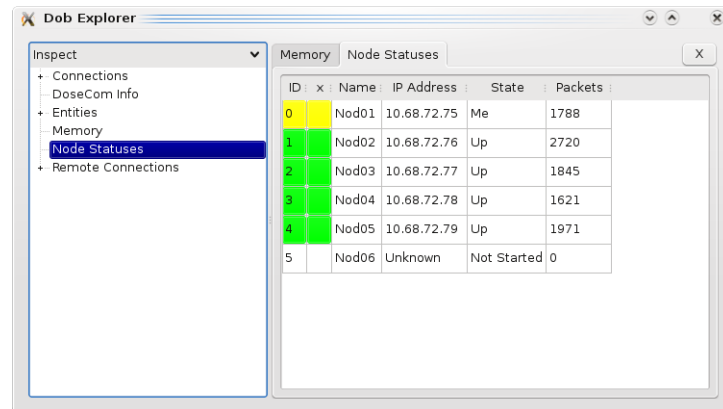 Dob Explorer
Inspect
Connections
DoseCom Info
Entities
Memory
Node Statuses
Remote Connections
Memory Node Statuses X
ID x Name IP Address State Packets
0 Nod01 10.68.72.75 Me 1788
1 Nod02 10.68.72.76 Up 2720
2 Nod03 10.68.72.77 Up 1845
3 Nod04 10.68.72.78 Up 1621
4 Nod05 10.68.72.79 Up 1971
5 Nod06 Unknown Not Started 0